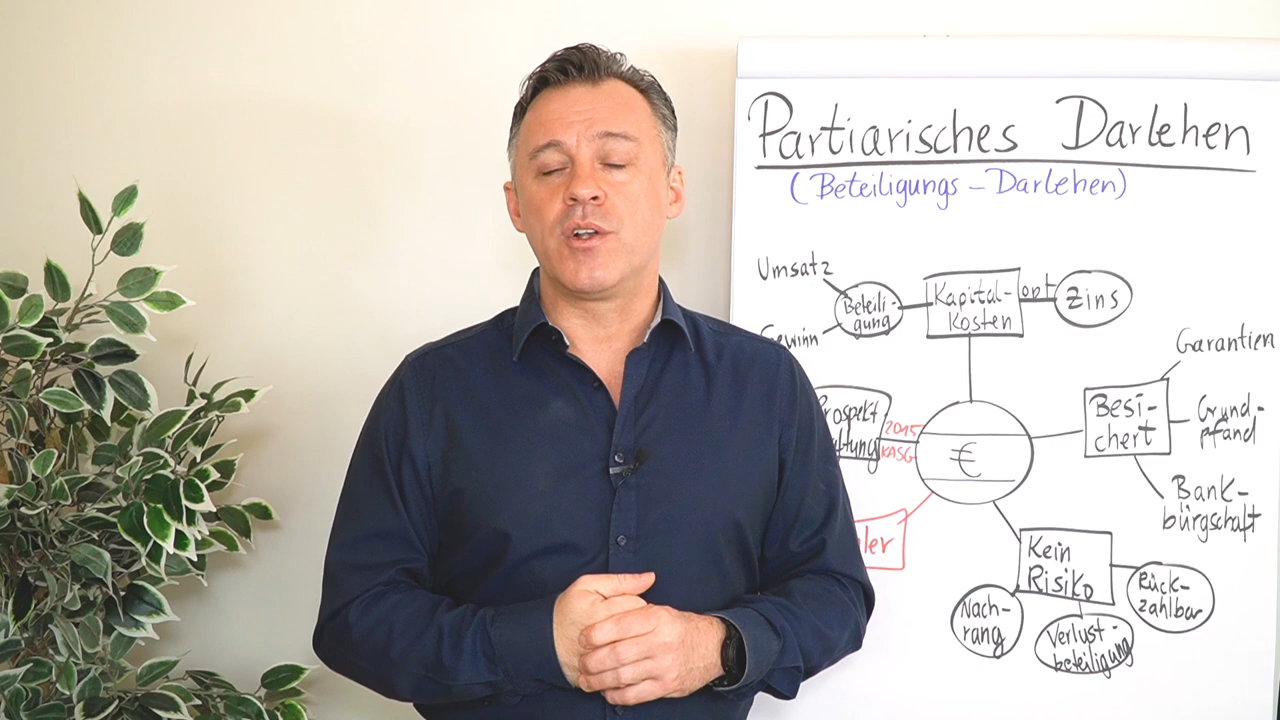 Partiarisches Darlehen
(Beteiligungs-Darlehen)
Umsatz
Beteili-
gung
Kapital-
Kosten
opt
Zins
Garantien
2015
KASG
€
Besi-
chert
Grund-
pfand
Bank-
bürgschaft
Kein
Risiko
Nach-
rang
Verlust-
beteiligung
Rück-
zahlbar